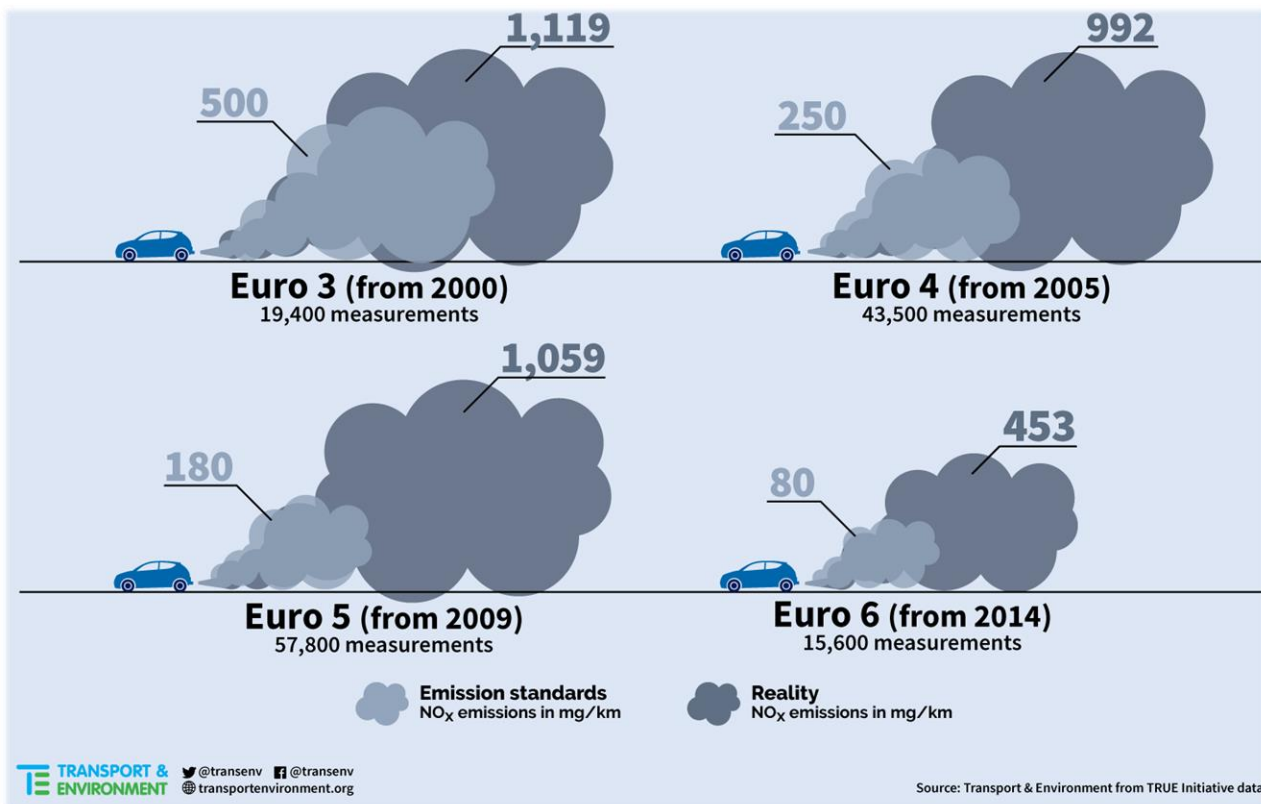 1,119
500
Euro 3 (from 2000)
19,400 measurements
992
250
Euro 4 (from 2005)
43,500 measurements
1,059
180
Euro 5 (from 2009)
57,800 measurements
453
80
Euro 6 (from 2014)
15,600 measurements
Emission standards
NOx emissions in mg/km
Reality
NOx emissions in mg/km
TRANSPORT &
ENVIRONMENT
@transenv @transenv
transportenvironment.org
Source: Transport & Environment from TRUE Initiative data